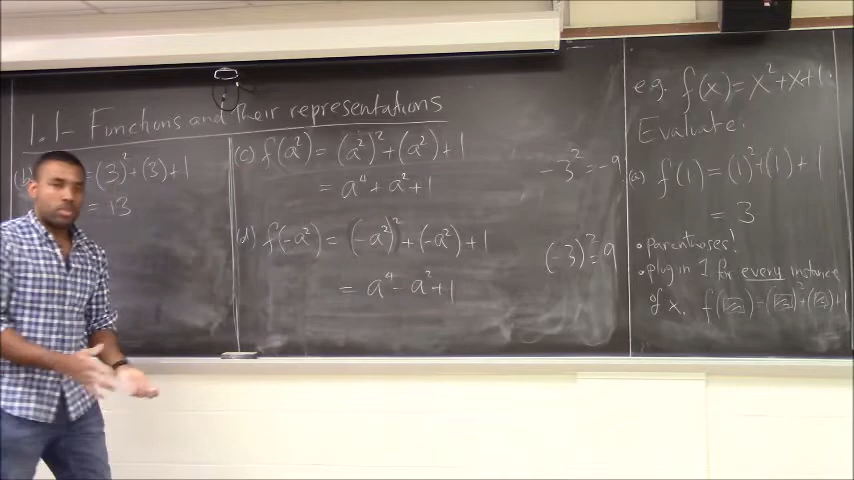 1.1 - Functions and their representations
(b) = (3)² + (3) + 1
= 13
(c) f(a²) = (a²)² + (a²) + 1
= a⁴ + a² + 1
(d) f(-a²) = (-a²)² + (-a²) + 1
= a⁴ - a² + 1
-3² = -9
(-3)² = 9
e.g. f(x) = x² + x + 1.
Evaluate.
(a) f(1) = (1)² + (1) + 1
= 3
• parentheses!
• plug in 1 for every instance
of x. f( ) = ( )² + ( ) + 1